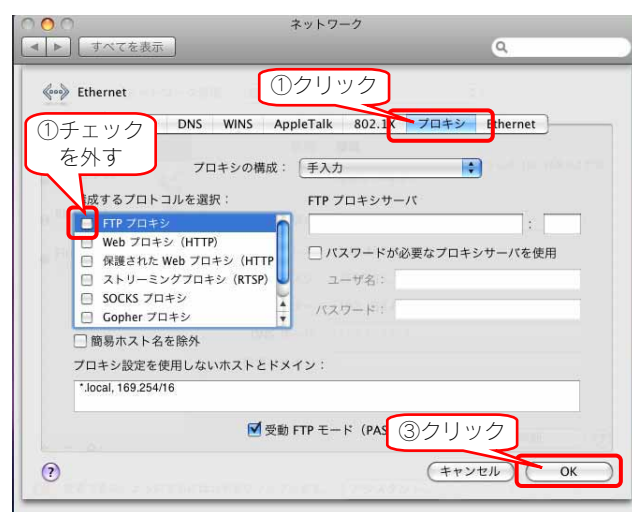 ネットワーク
すべてを表示
Ethernet
①クリック
DNS WINS AppleTalk 802.1X プロキシ Ethernet
①チェック
を外す
プロキシの構成： 手入力
成するプロトコルを選択： FTP プロキシサーバ
FTP プロキシ
:
Web プロキシ（HTTP）
保護された Web プロキシ（HTTP
パスワードが必要なプロキシサーバを使用
ストリーミングプロキシ（RTSP）
ユーザ名：
SOCKS プロキシ
Gopher プロキシ
パスワード：
簡易ホスト名を除外
プロキシ設定を使用しないホストとドメイン：
*.local, 169.254/16
受動 FTP モード（PAS
③クリック
?
キャンセル
OK